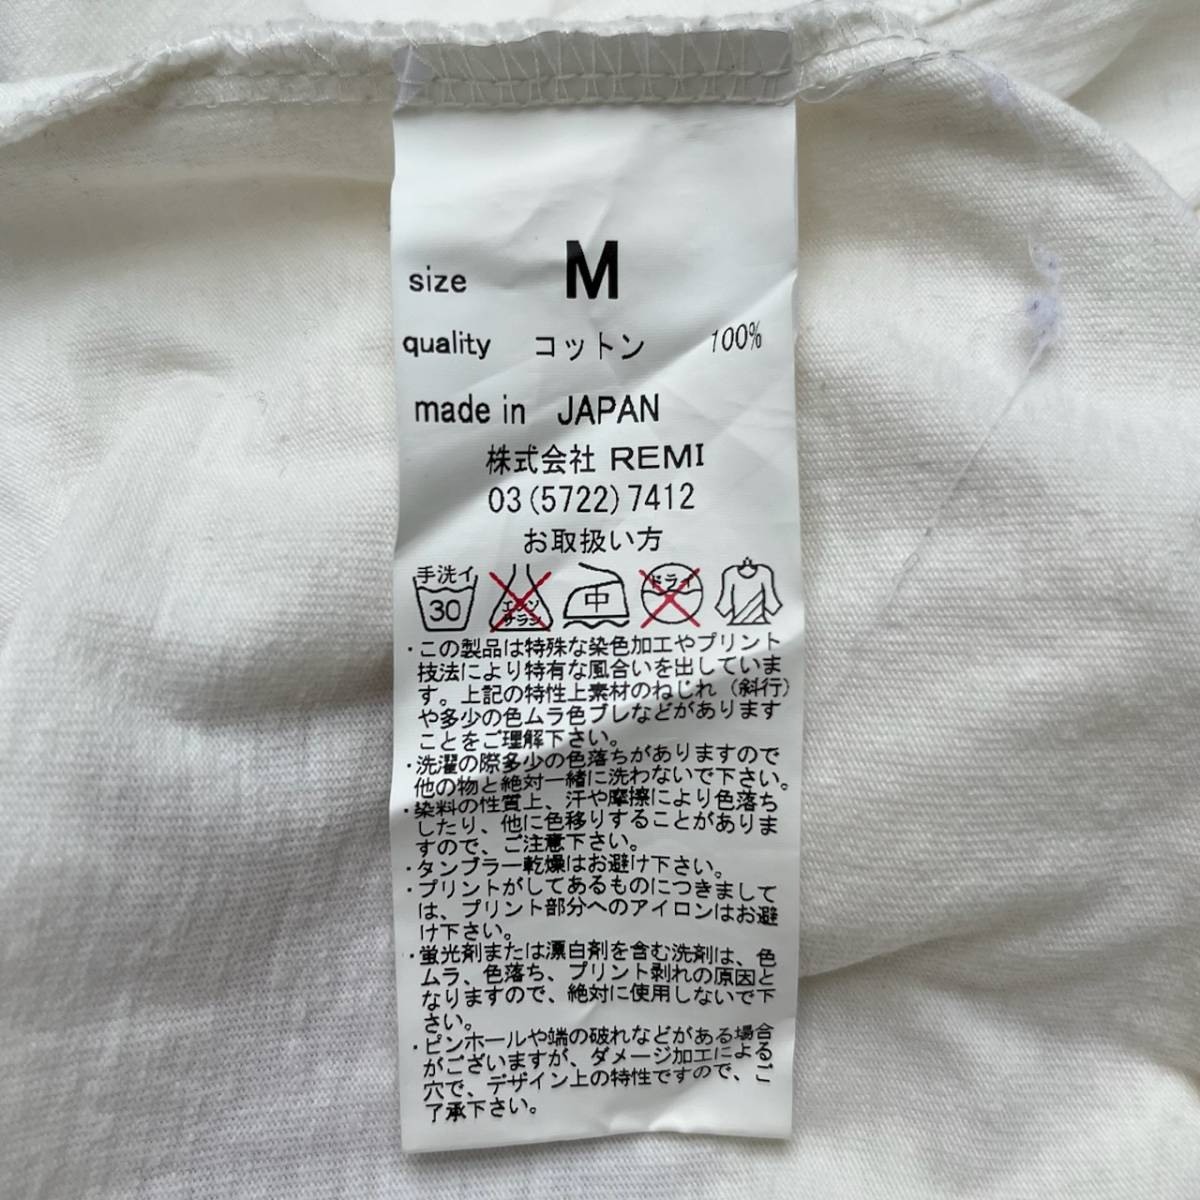 size M
quality コットン 100%
made in JAPAN
株式会社 REMI
03(5722)7412
お取扱い方
手洗イ 30 エンソ サラシ 中 ドライ
・この製品は特殊な染色加工やプリント
技法により特有な風合いを出していま
す。上記の特性上素材のねじれ（斜行）
や多少の色ムラ色ブレなどがあります
ことをご理解下さい。
・洗濯の際多少の色落ちがありますので
他の物と絶対一緒に洗わないで下さい。
・染料の性質上、汗や摩擦により色落ち
したり、他に色移りすることがありま
すので、ご注意下さい。
・タンブラー乾燥はお避け下さい。
・プリントがしてあるものにつきまして
は、プリント部分へのアイロンはお避
け下さい。
・蛍光剤または漂白剤を含む洗剤は、色
ムラ、色落ち、プリント剥れの原因と
なりますので、絶対に使用しないで下
さい。
・ピンホールや端の破れなどがある場合
がございますが、ダメージ加工による
穴で、デザイン上の特性ですので、ご
了承下さい。